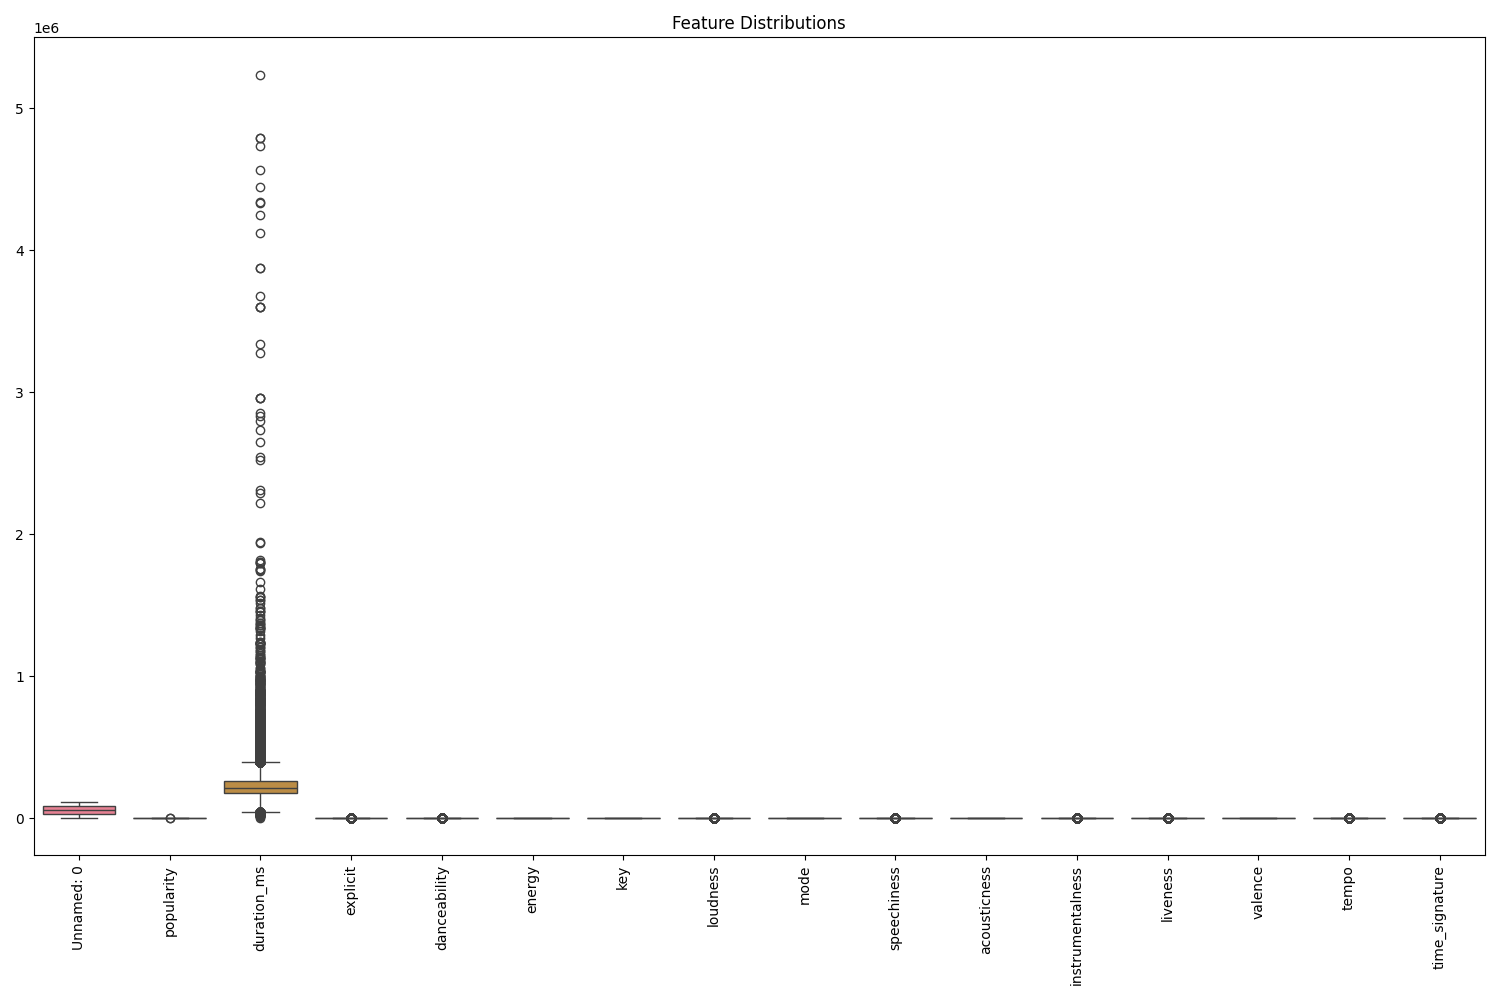 Feature Distributions
1e6
5
4
3
2
1
0
Unnamed: 0
popularity
duration_ms
explicit
danceability
energy
key
loudness
mode
speechiness
acousticness
instrumentalness
liveness
valence
tempo
time_signature